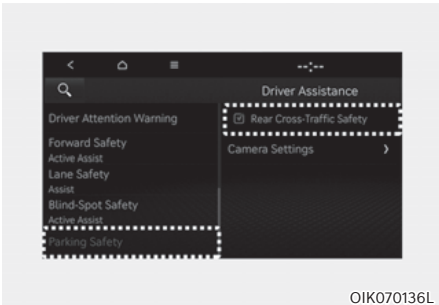 --:--
Driver Assistance
Driver Attention Warning
Forward Safety
Active Assist
Lane Safety
Assist
Blind-Spot Safety
Active Assist
Parking Safety
Rear Cross-Traffic Safety
Camera Settings
OIK070136L